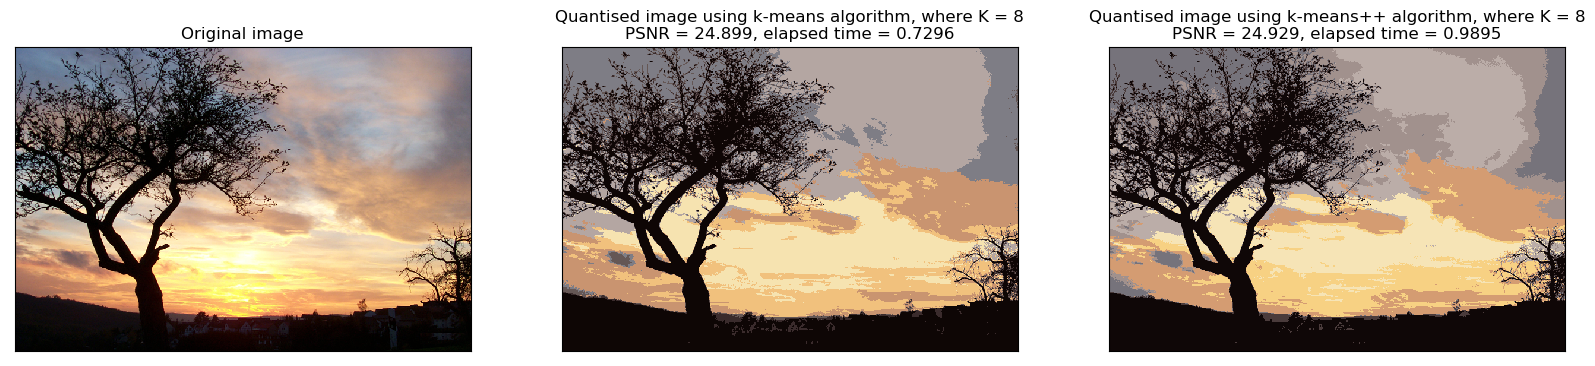 Original image
Quantised image using k-means algorithm, where K = 8
PSNR = 24.899, elapsed time = 0.7296
Quantised image using k-means++ algorithm, where K = 8
PSNR = 24.929, elapsed time = 0.9895